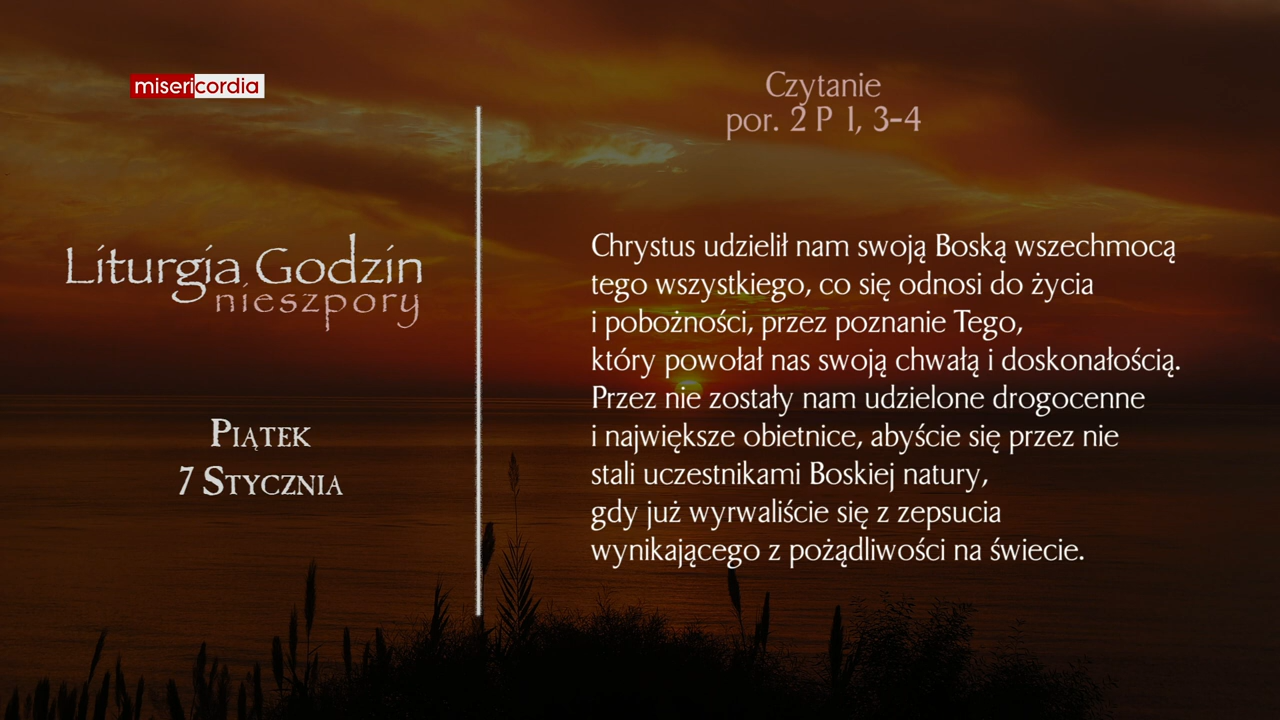 misericordia
Liturgia Godzin
nieszpory
Piątek
7 Stycznia
Czytanie
por. 2 P 1, 3-4
Chrystus udzielił nam swoją Boską wszechmocą
tego wszystkiego, co się odnosi do życia
i pobożności, przez poznanie Tego,
który powołał nas swoją chwałą i doskonałością.
Przez nie zostały nam udzielone drogocenne
i największe obietnice, abyście się przez nie
stali uczestnikami Boskiej natury,
gdy już wyrwaliście się z zepsucia
wynikającego z pożądliwości na świecie.